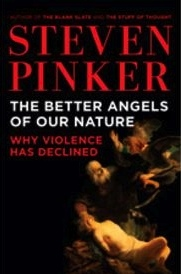 AUTHOR OF THE BLANK SLATE AND THE STUFF OF THOUGHT
STEVEN
PINKER
THE BETTER ANGELS
OF OUR NATURE
WHY VIOLENCE
HAS DECLINED